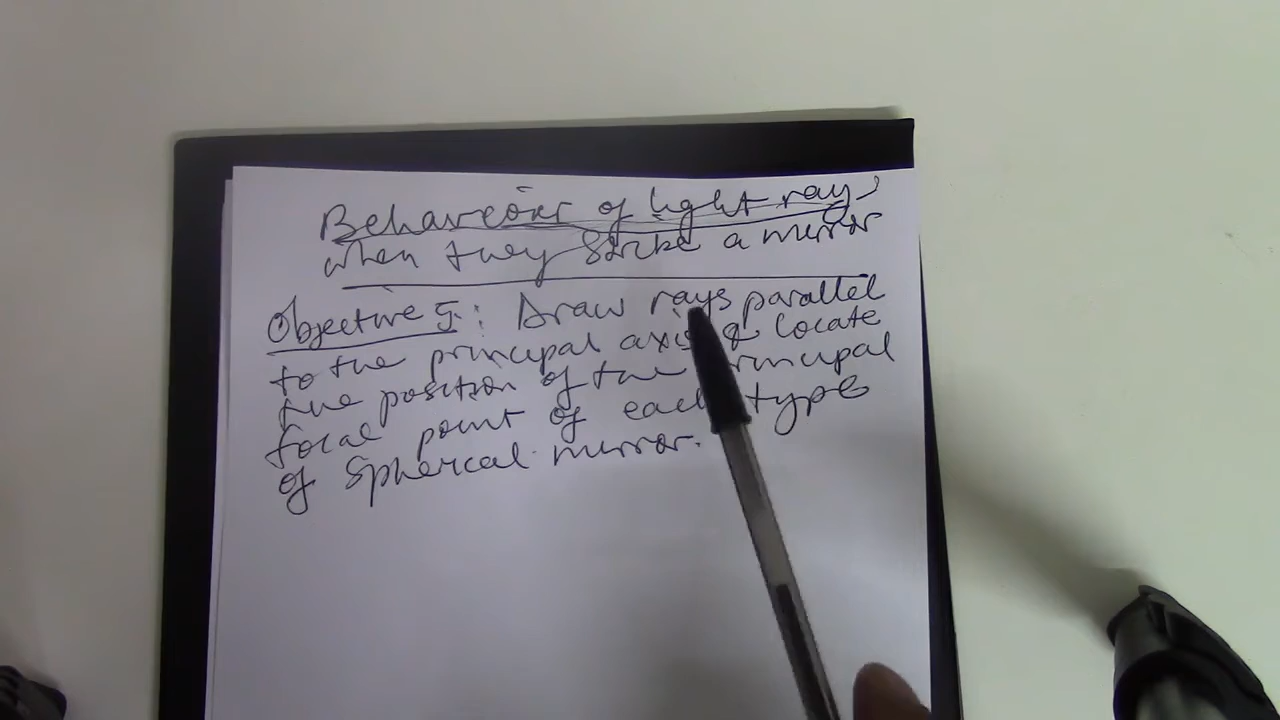 Behaviour of light rays
when they strike a mirror
Objective 5: Draw rays parallel
to the principal axis & locate
the position of the principal
focal point of each type
of Spherical mirror.